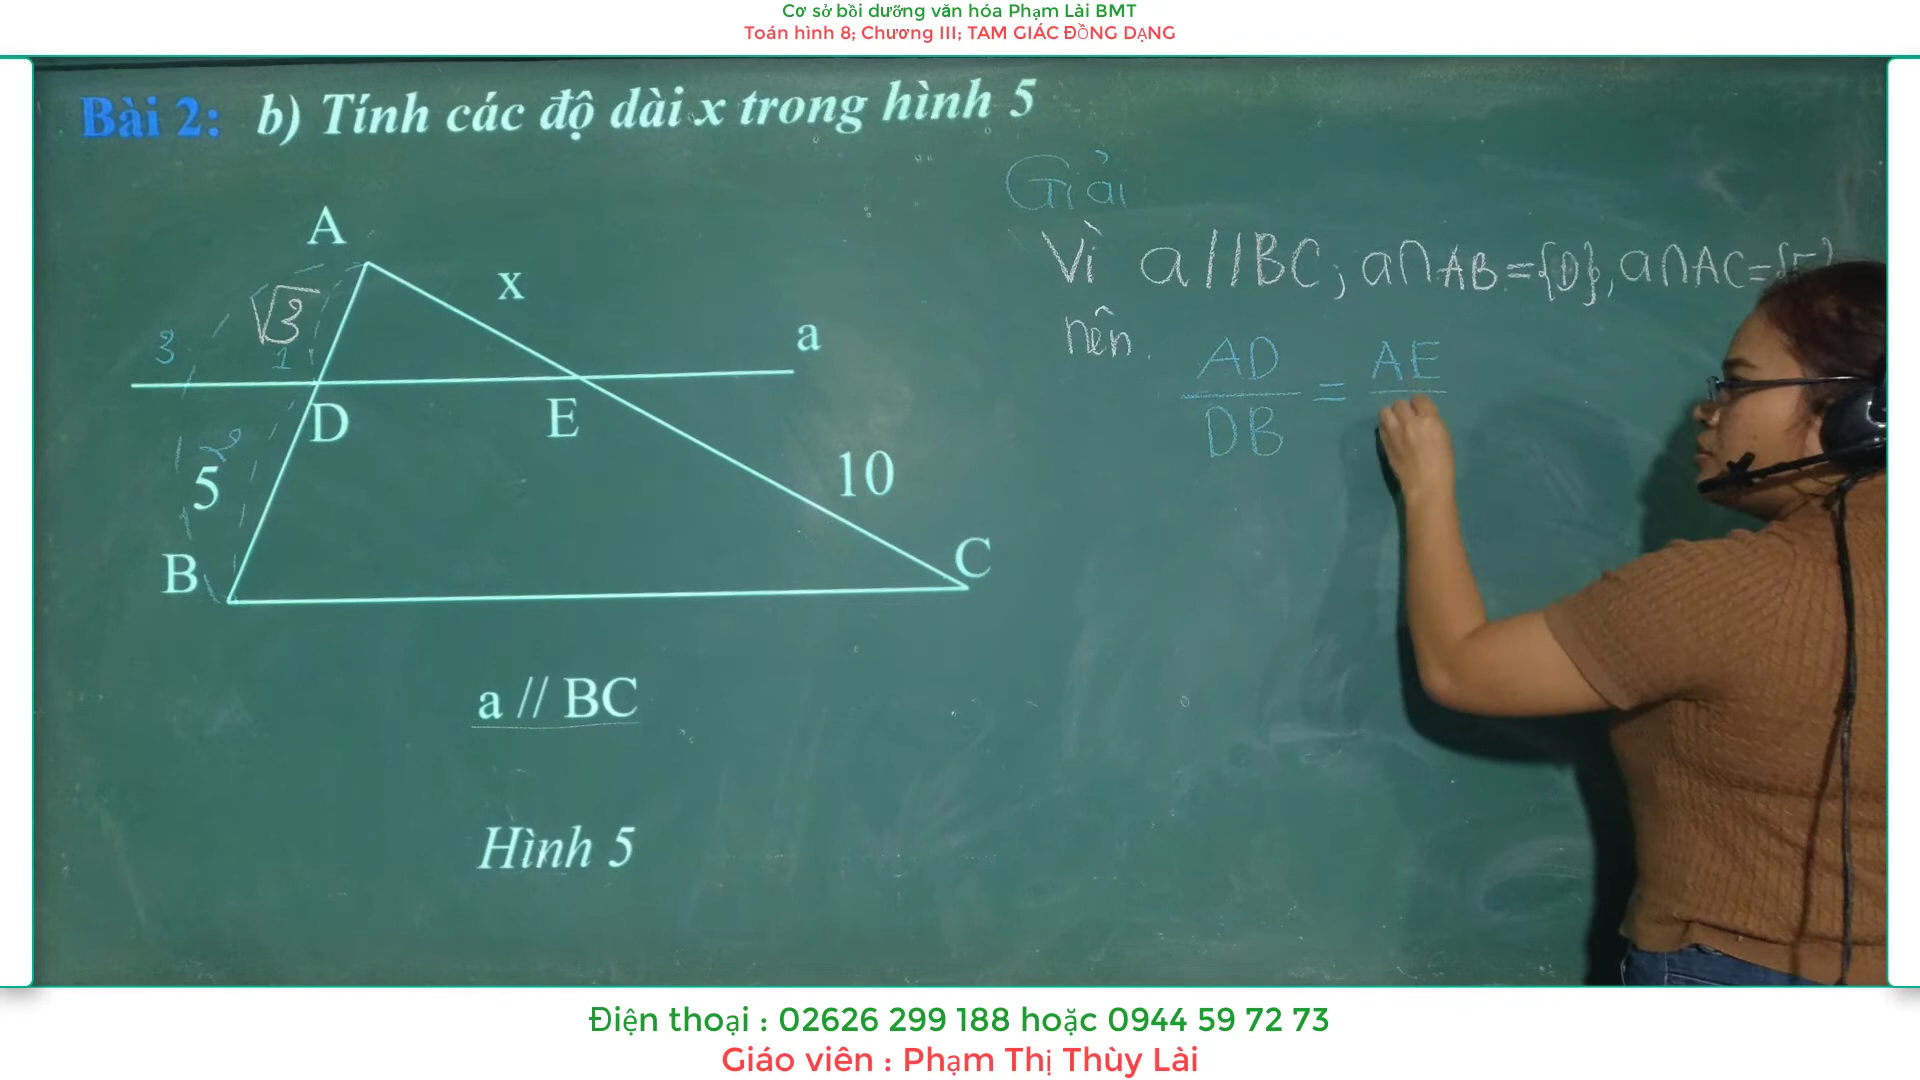 Cơ sở bồi dưỡng văn hóa Phạm Lài BMT
Toán hình 8; Chương III; TAM GIÁC ĐỒNG DẠNG
Bài 2: b) Tính các độ dài x trong hình 5
Giải
Vì a//BC; a∩AB={D}, a∩AC={E}
nên
AD/DB = AE
A
x
√3
3
1
a
D
E
2
5
10
B
C
a // BC
Hình 5
Điện thoại : 02626 299 188 hoặc 0944 59 72 73
Giáo viên : Phạm Thị Thùy Lài